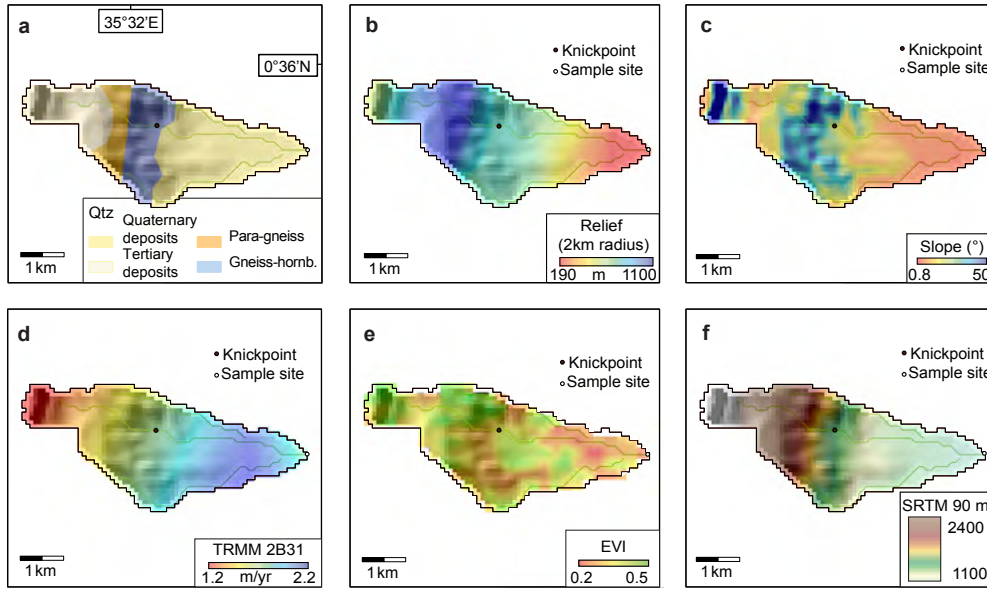 a
35°32'E
0°36'N
Qtz
Quaternary
deposits
Tertiary
deposits
Para-gneiss
Gneiss-hornb.
1 km
b
Knickpoint
Sample site
Relief
(2km radius)
190 m 1100
1 km
c
Knickpoint
Sample site
Slope (°)
0.8 50
1 km
d
Knickpoint
Sample site
TRMM 2B31
1.2 m/yr 2.2
1 km
e
Knickpoint
Sample site
EVI
0.2 0.5
1 km
f
Knickpoint
Sample site
SRTM 90 m
2400
1100
1 km